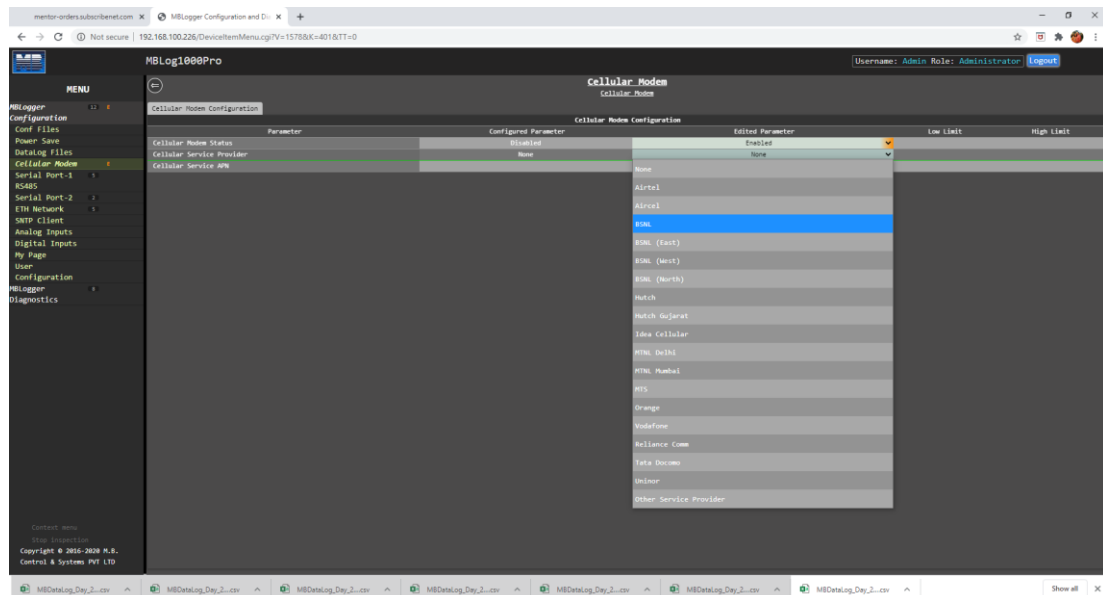 mentor-orders.subscribenet.com
MBLogger Configuration and Di
Not secure
192.168.100.226/DeviceItemMenu.cgi?V=1578&K=401&TT=0
MB
MBLog1000Pro
Username: Admin Role: Administrator
Logout
MENU
MBLogger
12
E
Configuration
Conf Files
Power Save
DataLog Files
Cellular Modem
E
Serial Port-1
5
RS485
Serial Port-2
2
ETH Network
5
SNTP Client
Analog Inputs
Digital Inputs
My Page
User
Configuration
MBLogger
Diagnostics
Cellular Modem
Cellular Modem
Cellular Modem Configuration
Cellular Modem Configuration
Parameter Configured Parameter Edited Parameter Low Limit High Limit
Cellular Modem Status Disabled Enabled
Cellular Service Provider None None
Cellular Service APN
None
Airtel
Aircel
BSNL
BSNL (East)
BSNL (West)
BSNL (North)
Hutch
Hutch Gujarat
Idea Cellular
MTNL Delhi
MTNL Mumbai
MTS
Orange
Vodafone
Reliance Comm
Tata Docomo
Uninor
Other Service Provider
Context menu
Stop inspection
Copyright © 2016-2020 M.B.
Control & Systems PVT LTD
MBDataLog_Day_2....csv
MBDataLog_Day_2....csv
MBDataLog_Day_2....csv
MBDataLog_Day_2....csv
MBDataLog_Day_2....csv
MBDataLog_Day_2....csv
MBDataLog_Day_2....csv
Show all